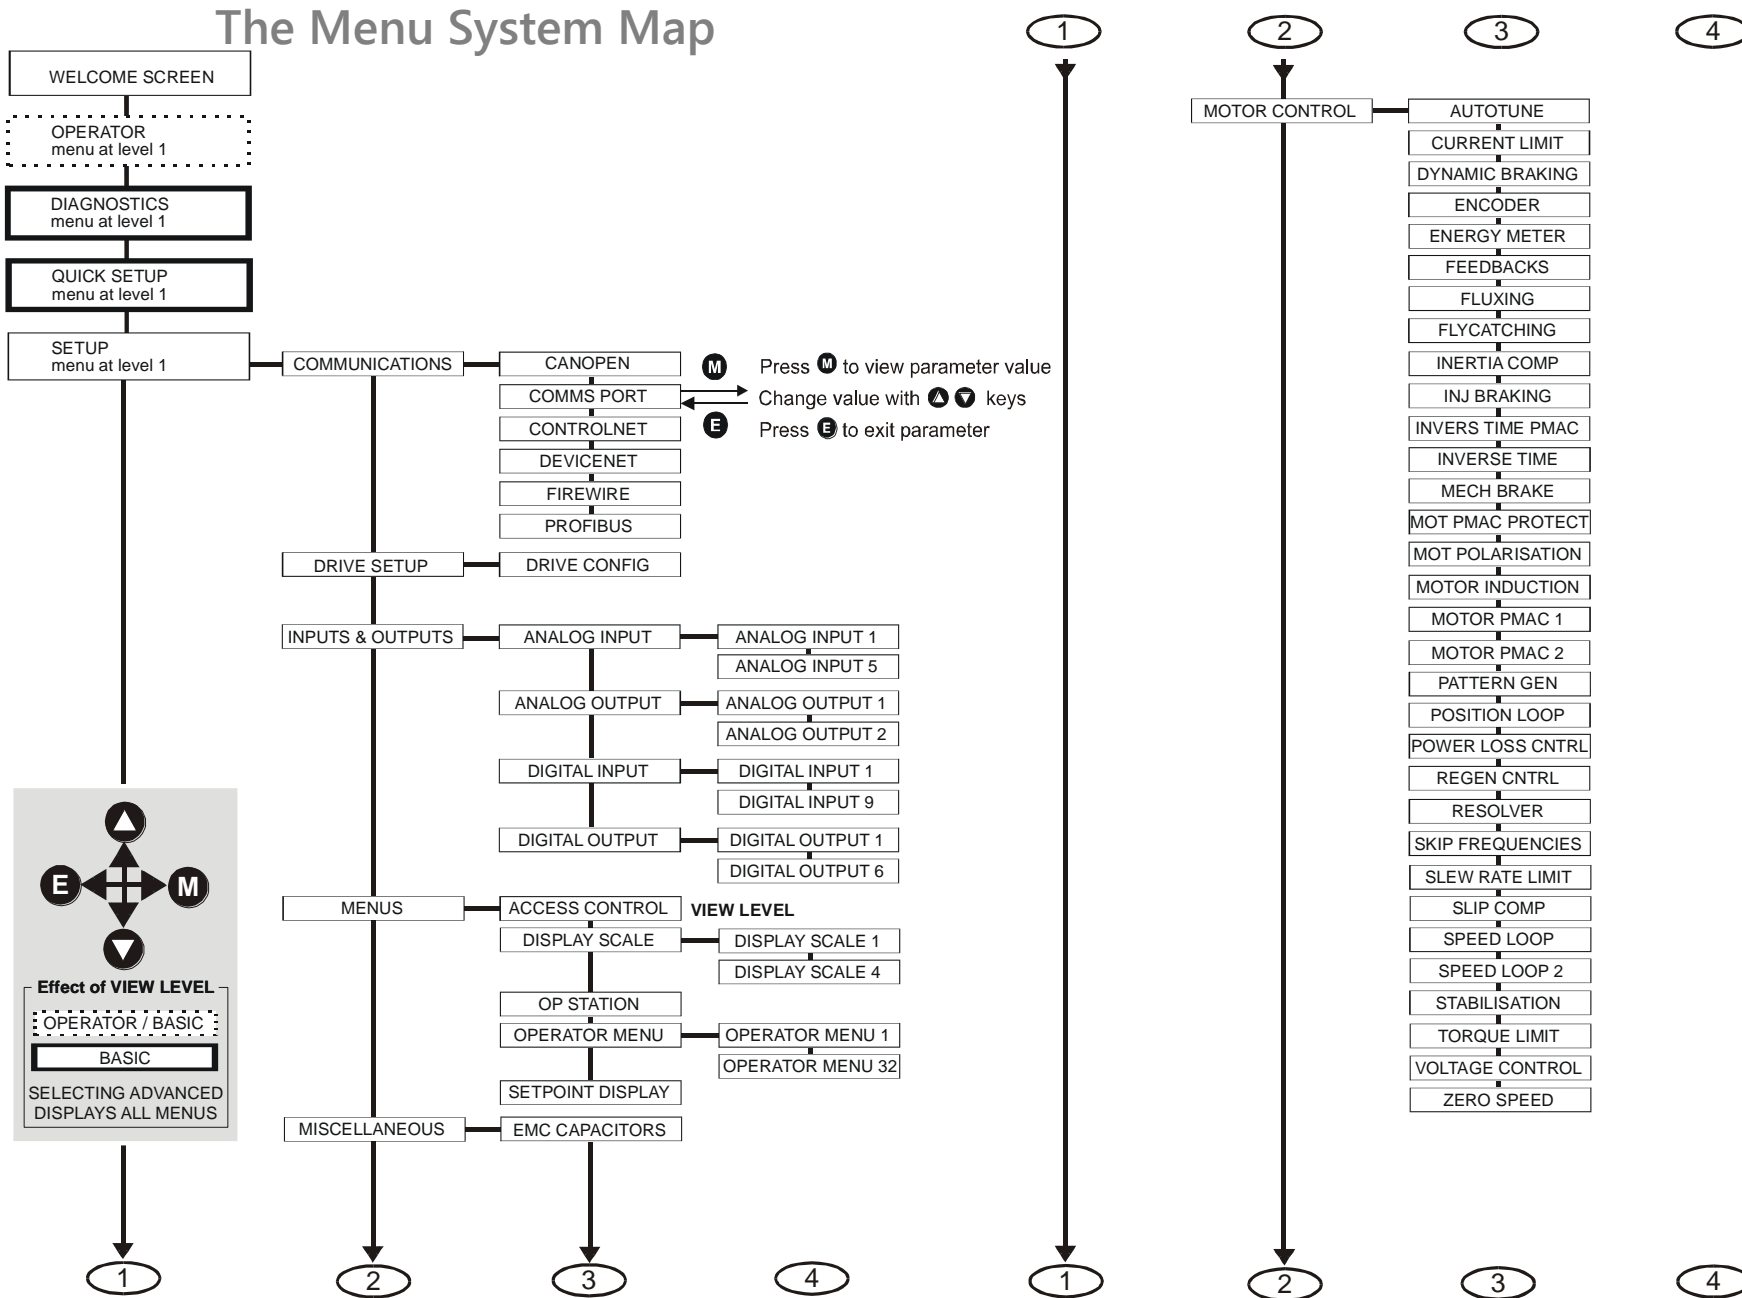 The Menu System Map
1
2
3
4
WELCOME SCREEN
OPERATOR
menu at level 1
DIAGNOSTICS
menu at level 1
QUICK SETUP
menu at level 1
SETUP
menu at level 1
COMMUNICATIONS
CANOPEN
COMMS PORT
CONTROLNET
DEVICENET
FIREWIRE
PROFIBUS
M Press M to view parameter value
Change value with keys
E Press E to exit parameter
DRIVE SETUP
DRIVE CONFIG
INPUTS & OUTPUTS
ANALOG INPUT
ANALOG INPUT 1
ANALOG INPUT 5
ANALOG OUTPUT
ANALOG OUTPUT 1
ANALOG OUTPUT 2
DIGITAL INPUT
DIGITAL INPUT 1
DIGITAL INPUT 9
DIGITAL OUTPUT
DIGITAL OUTPUT 1
DIGITAL OUTPUT 6
MENUS
ACCESS CONTROL
VIEW LEVEL
DISPLAY SCALE
DISPLAY SCALE 1
DISPLAY SCALE 4
OP STATION
OPERATOR MENU
OPERATOR MENU 1
OPERATOR MENU 32
SETPOINT DISPLAY
MISCELLANEOUS
EMC CAPACITORS
E
M
Effect of VIEW LEVEL
OPERATOR / BASIC
BASIC
SELECTING ADVANCED
DISPLAYS ALL MENUS
MOTOR CONTROL
AUTOTUNE
CURRENT LIMIT
DYNAMIC BRAKING
ENCODER
ENERGY METER
FEEDBACKS
FLUXING
FLYCATCHING
INERTIA COMP
INJ BRAKING
INVERS TIME PMAC
INVERSE TIME
MECH BRAKE
MOT PMAC PROTECT
MOT POLARISATION
MOTOR INDUCTION
MOTOR PMAC 1
MOTOR PMAC 2
PATTERN GEN
POSITION LOOP
POWER LOSS CNTRL
REGEN CNTRL
RESOLVER
SKIP FREQUENCIES
SLEW RATE LIMIT
SLIP COMP
SPEED LOOP
SPEED LOOP 2
STABILISATION
TORQUE LIMIT
VOLTAGE CONTROL
ZERO SPEED
1
2
3
4
1
2
3
4